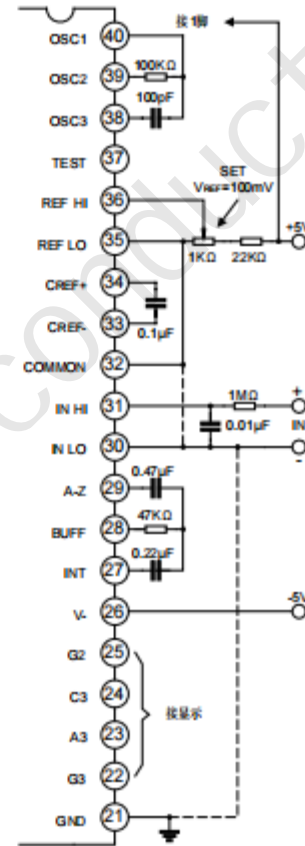 接 1脚
OSC1 40
OSC2 39 100KΩ
100pF
OSC3 38
TEST 37
SET
VREF=100mV
REF HI 36
REF LO 35 1KΩ 22KΩ +5V
CREF+ 34
CREF- 33 0.1µF
COMMON 32
IN HI 31 1MΩ +
0.01µF IN
IN LO 30 -
A-Z 29 0.47µF
BUFF 28 47KΩ
INT 27 0.22µF
V- 26 -5V
G2 25
C3 24
接显示
A3 23
G3 22
GND 21
conduct